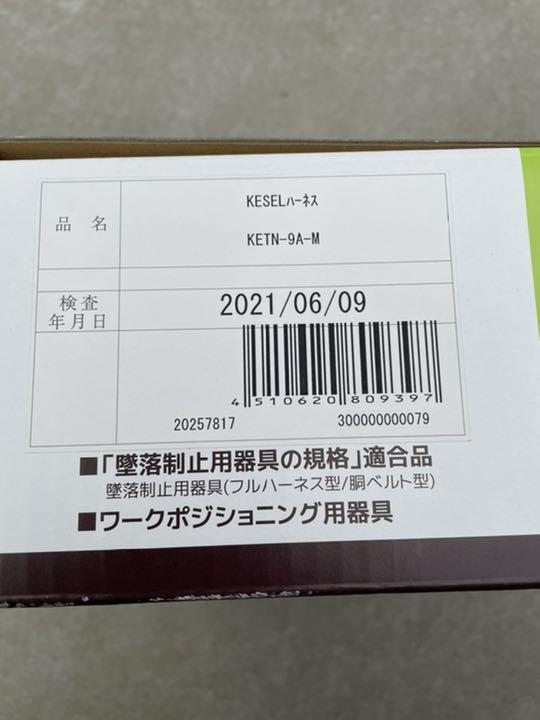 KESELﾊｰﾈｽ
品 名
KETN-9A-M
検査
年月日
2021/06/09
4 510620 809397
20257817
300000000079
■「墜落制止用器具の規格」適合品
墜落制止用器具(フルハーネス型/胴ベルト型)
■ワークポジショニング用器具